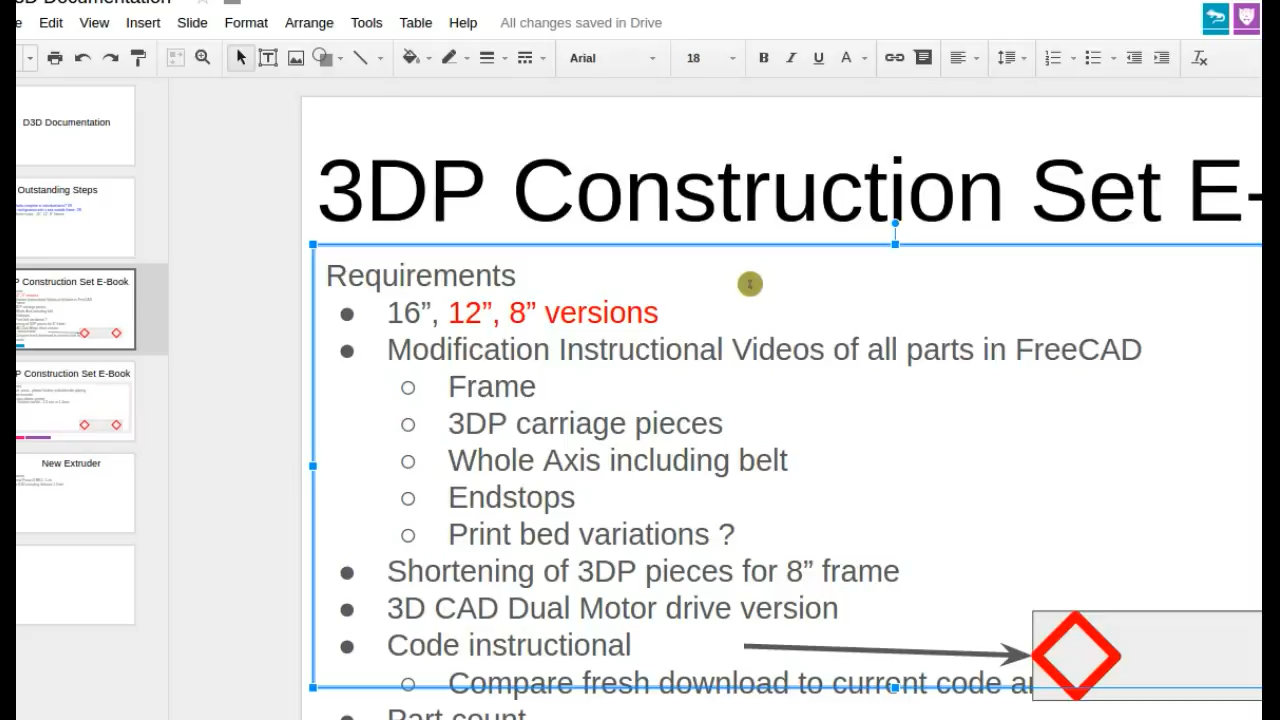 3D Documentation
e Edit View Insert Slide Format Arrange Tools Table Help All changes saved in Drive
Arial 18 B I U A
D3D Documentation
Outstanding Steps
P Construction Set E-Book
P Construction Set E-Book
New Extruder
3DP Construction Set E-
Requirements
● 16”, 12”, 8” versions
● Modification Instructional Videos of all parts in FreeCAD
○ Frame
○ 3DP carriage pieces
○ Whole Axis including belt
○ Endstops
○ Print bed variations ?
● Shortening of 3DP pieces for 8” frame
● 3D CAD Dual Motor drive version
● Code instructional
○ Compare fresh download to current code
● Part count